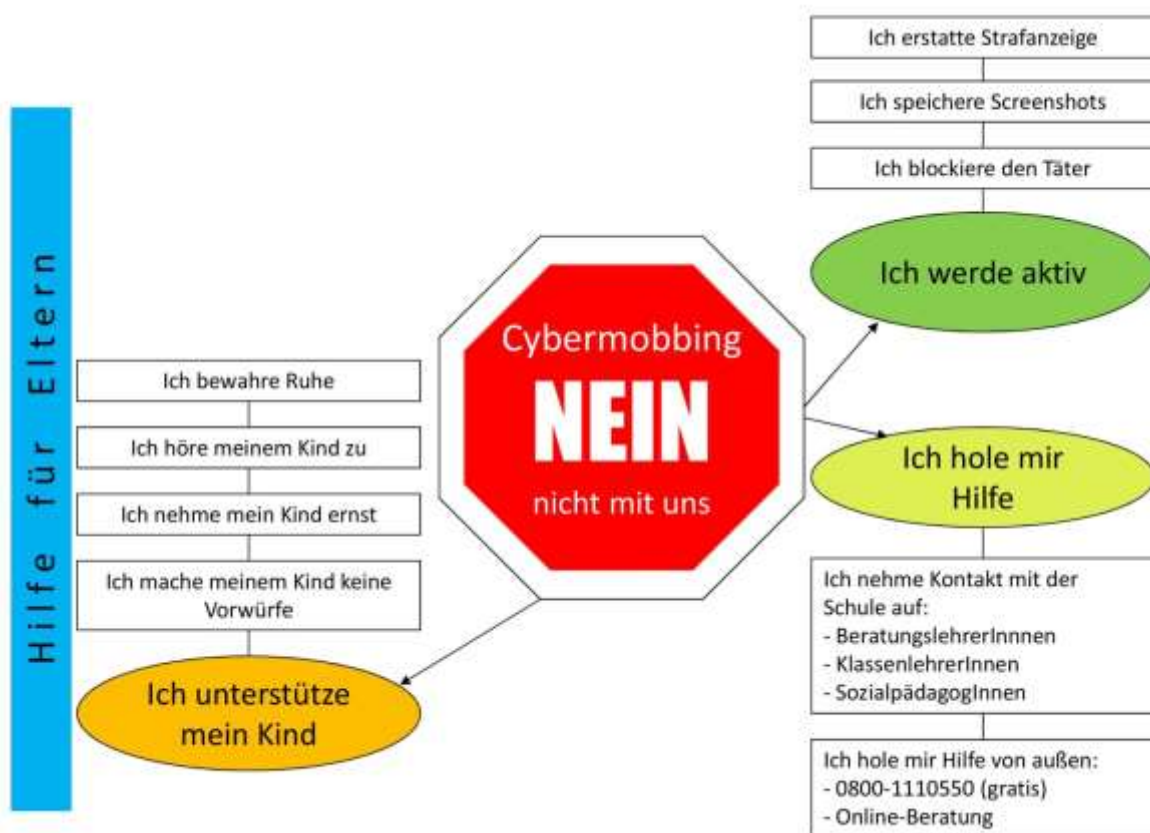 Hilfe für Eltern
Ich erstatte Strafanzeige
Ich speichere Screenshots
Ich blockiere den Täter
Ich werde aktiv
Cybermobbing
NEIN
nicht mit uns
Ich bewahre Ruhe
Ich höre meinem Kind zu
Ich nehme mein Kind ernst
Ich mache meinem Kind keine
Vorwürfe
Ich unterstütze
mein Kind
Ich hole mir
Hilfe
Ich nehme Kontakt mit der
Schule auf:
- BeratungslehrerInnnen
- KlassenlehrerInnen
- SozialpädagogInnen
Ich hole mir Hilfe von außen:
- 0800-1110550 (gratis)
- Online-Beratung